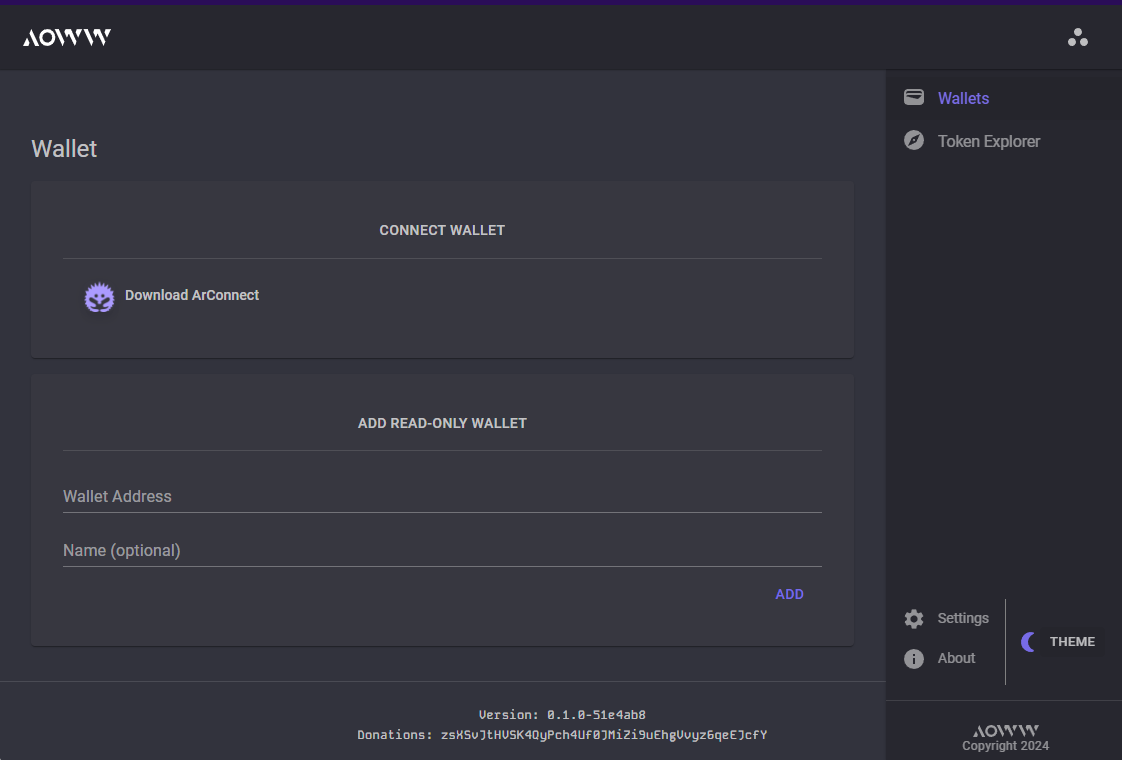 AOWW
Wallets
Token Explorer
Wallet
CONNECT WALLET
Download ArConnect
ADD READ-ONLY WALLET
Wallet Address
Name (optional)
ADD
Settings
About
THEME
Version: 0.1.0-51e4ab8
Donations: zsXSvJtHVSK4QyPch4Uf0JMiZi9uEhgVvyz6qeEJcfY
AOWW
Copyright 2024